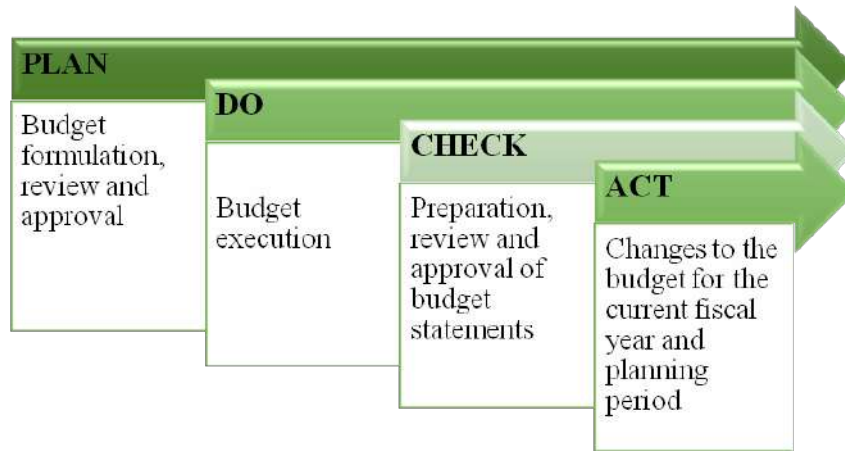 PLAN
Budget
formulation,
review and
approval
DO
Budget
execution
CHECK
Preparation,
review and
approval of
budget
statements
ACT
Changes to the
budget for the
current fiscal
year and
planning
period